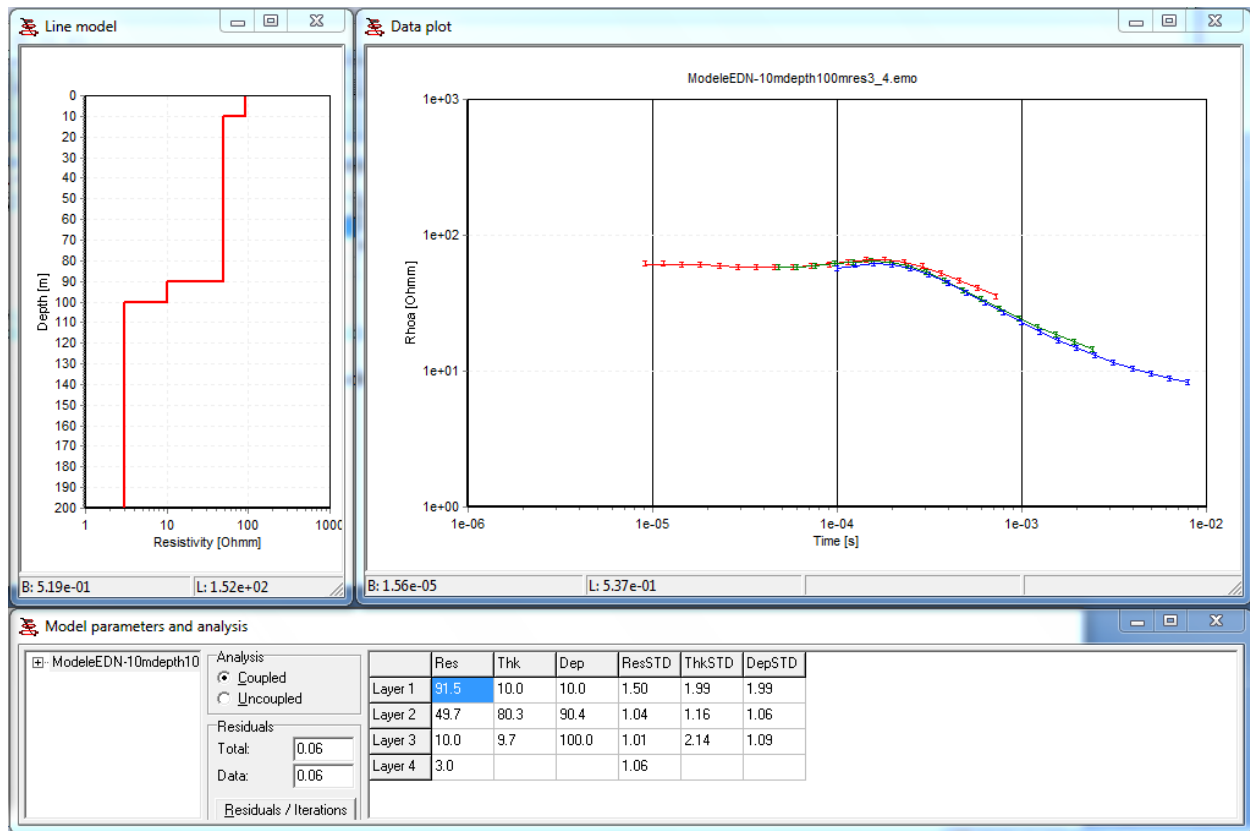 Line model
0
10
20
30
40
50
60
70
80
90
100
110
120
130
140
150
160
170
180
190
200
Depth [m]
1 10 100 1000
Resistivity [Ohmm]
B: 5.19e-01 L: 1.52e+02
Data plot
ModeleEDN-10mdepth100mres3_4.emo
1e+03
1e+02
1e+01
1e+00
Rhoa [Ohmm]
1e-06 1e-05 1e-04 1e-03 1e-02
Time [s]
B: 1.56e-05 L: 5.37e-01
Model parameters and analysis
ModeleEDN-10mdepth10
Analysis
Coupled
Uncoupled
Residuals
Total: 0.06
Data: 0.06
Residuals / Iterations
Res Thk Dep ResSTD ThkSTD DepSTD
Layer 1 91.5 10.0 10.0 1.50 1.99 1.99
Layer 2 49.7 80.3 90.4 1.04 1.16 1.06
Layer 3 10.0 9.7 100.0 1.01 2.14 1.09
Layer 4 3.0 1.06